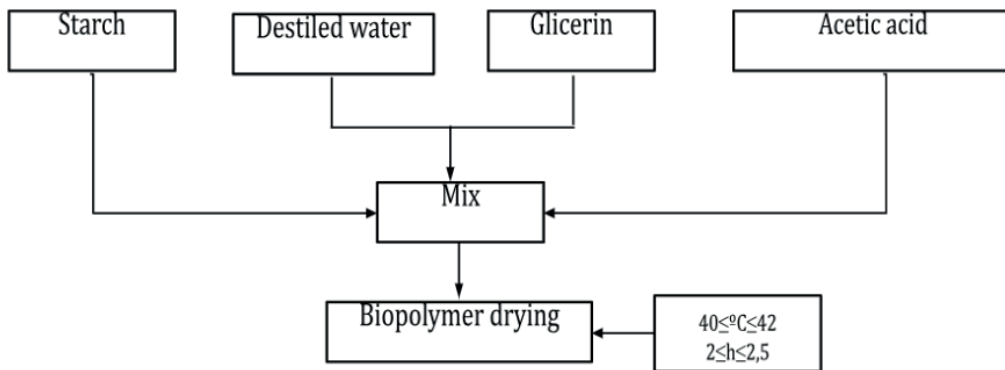 Starch
Destiled water
Glicerin
Acetic acid
Mix
Biopolymer drying
40≤ºC≤42
2≤h≤2,5